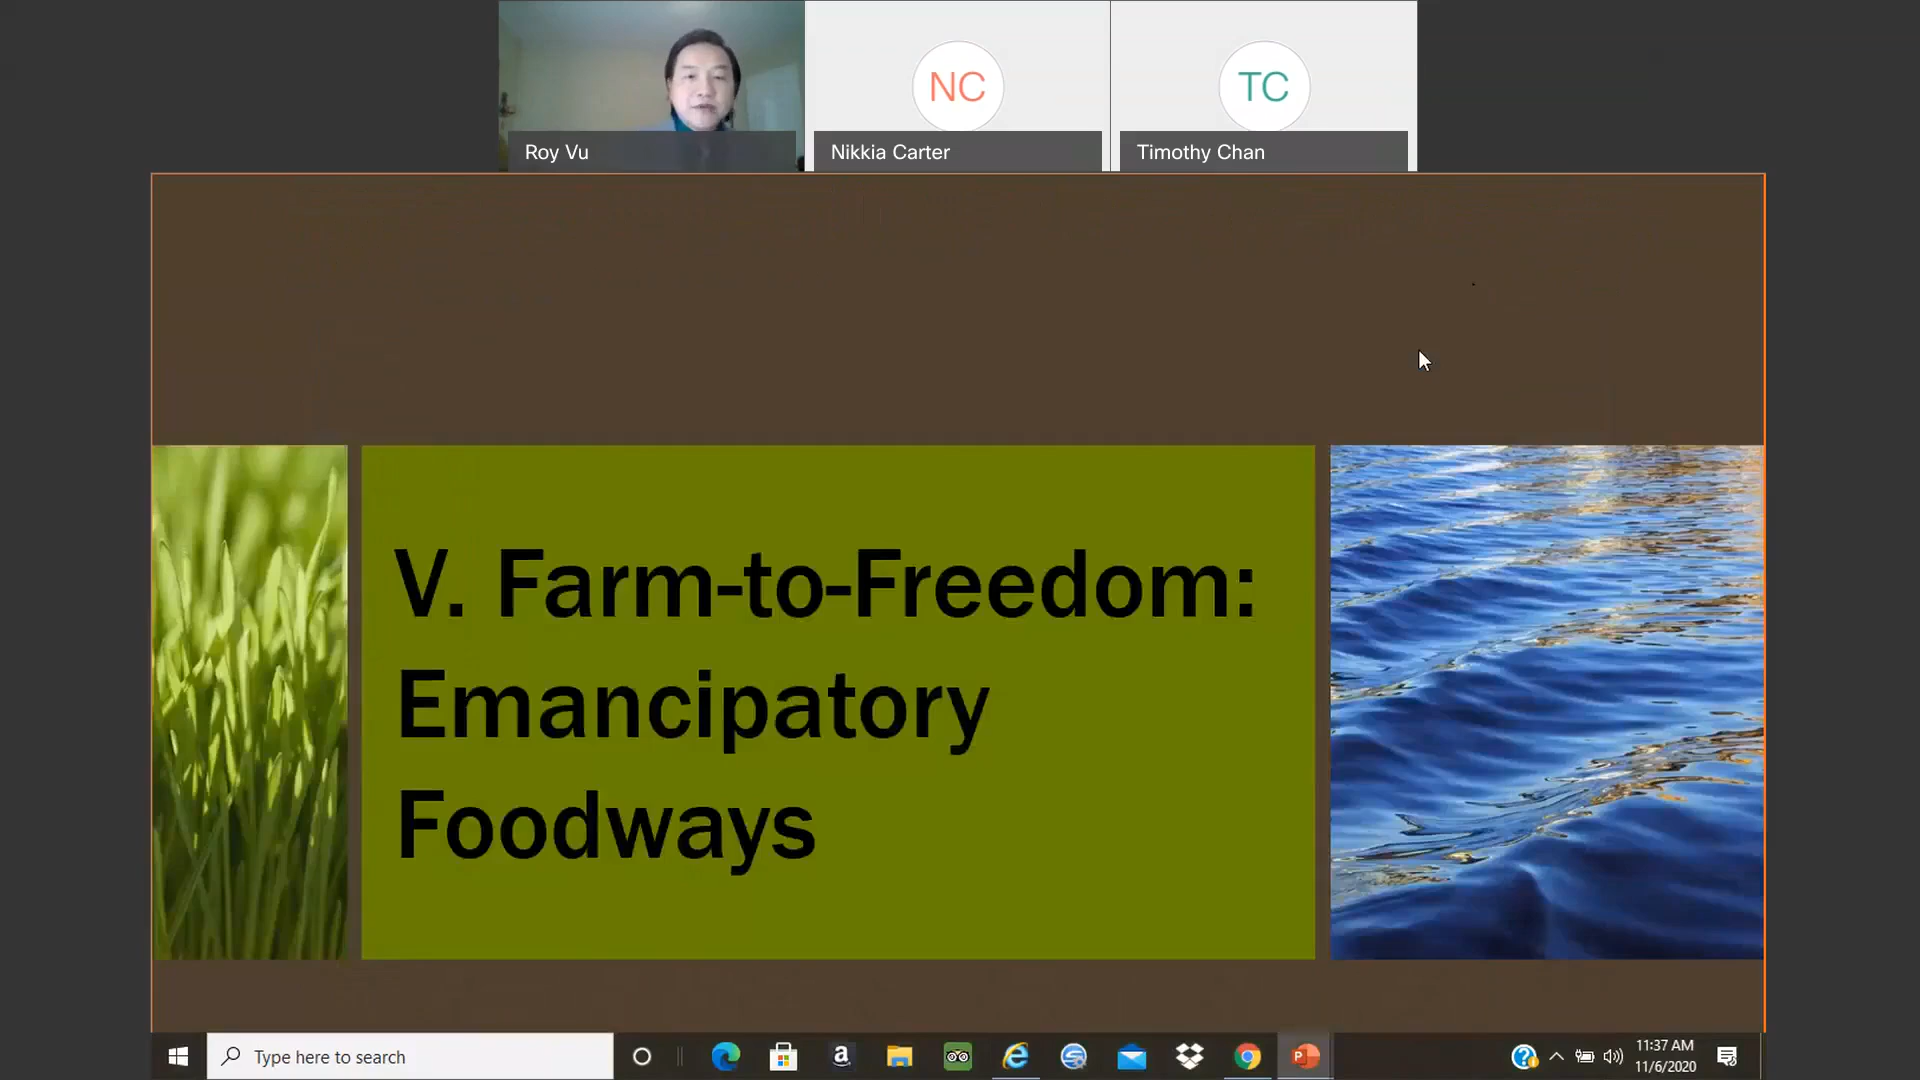 NC
TC
Roy Vu
Nikkia Carter
Timothy Chan
V. Farm-to-Freedom:
Emancipatory
Foodways
Type here to search
11:37 AM
11/6/2020